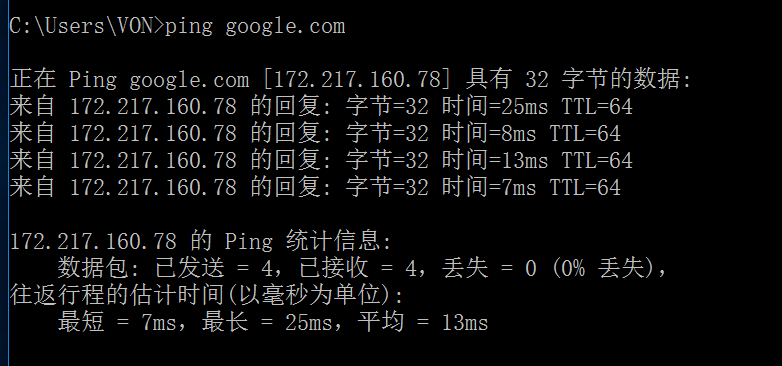 C:\Users\VON>ping google.com
正在 Ping google.com [172.217.160.78] 具有 32 字节的数据:
来自 172.217.160.78 的回复: 字节=32 时间=25ms TTL=64
来自 172.217.160.78 的回复: 字节=32 时间=8ms TTL=64
来自 172.217.160.78 的回复: 字节=32 时间=13ms TTL=64
来自 172.217.160.78 的回复: 字节=32 时间=7ms TTL=64
172.217.160.78 的 Ping 统计信息:
数据包: 已发送 = 4，已接收 = 4，丢失 = 0 (0% 丢失)，
往返行程的估计时间(以毫秒为单位):
最短 = 7ms，最长 = 25ms，平均 = 13ms